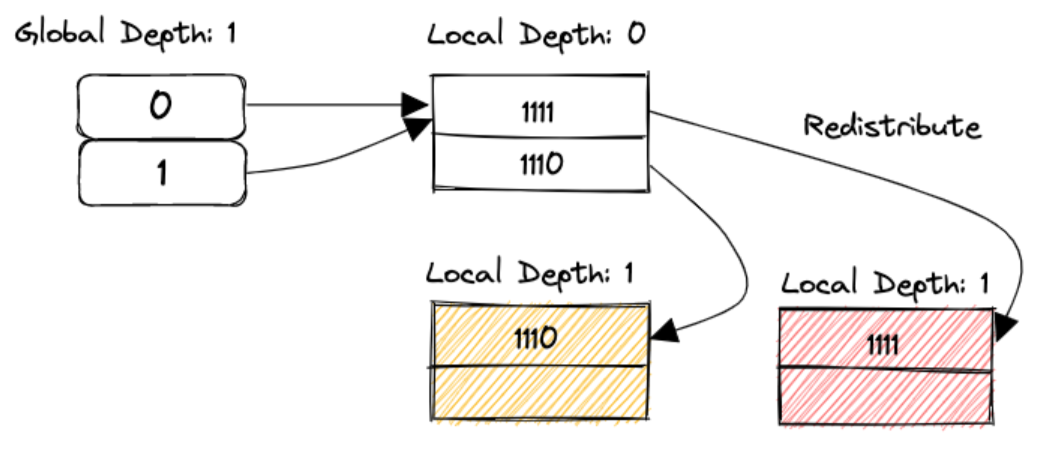 Global Depth: 1
Local Depth: 0
0
1111
Redistribute
1
1110
Local Depth: 1
Local Depth: 1
1110
1111